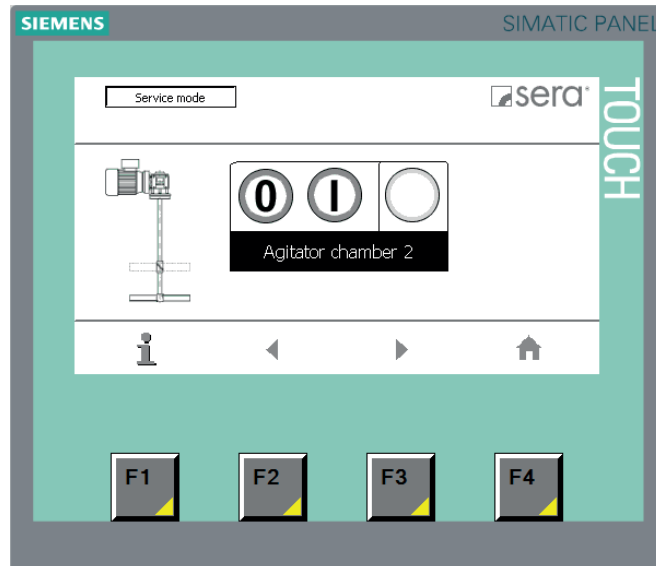 SIEMENS
SIMATIC PANEL
TOUCH
Service mode
sera
0 I
Agitator chamber 2
i
F1 F2 F3 F4